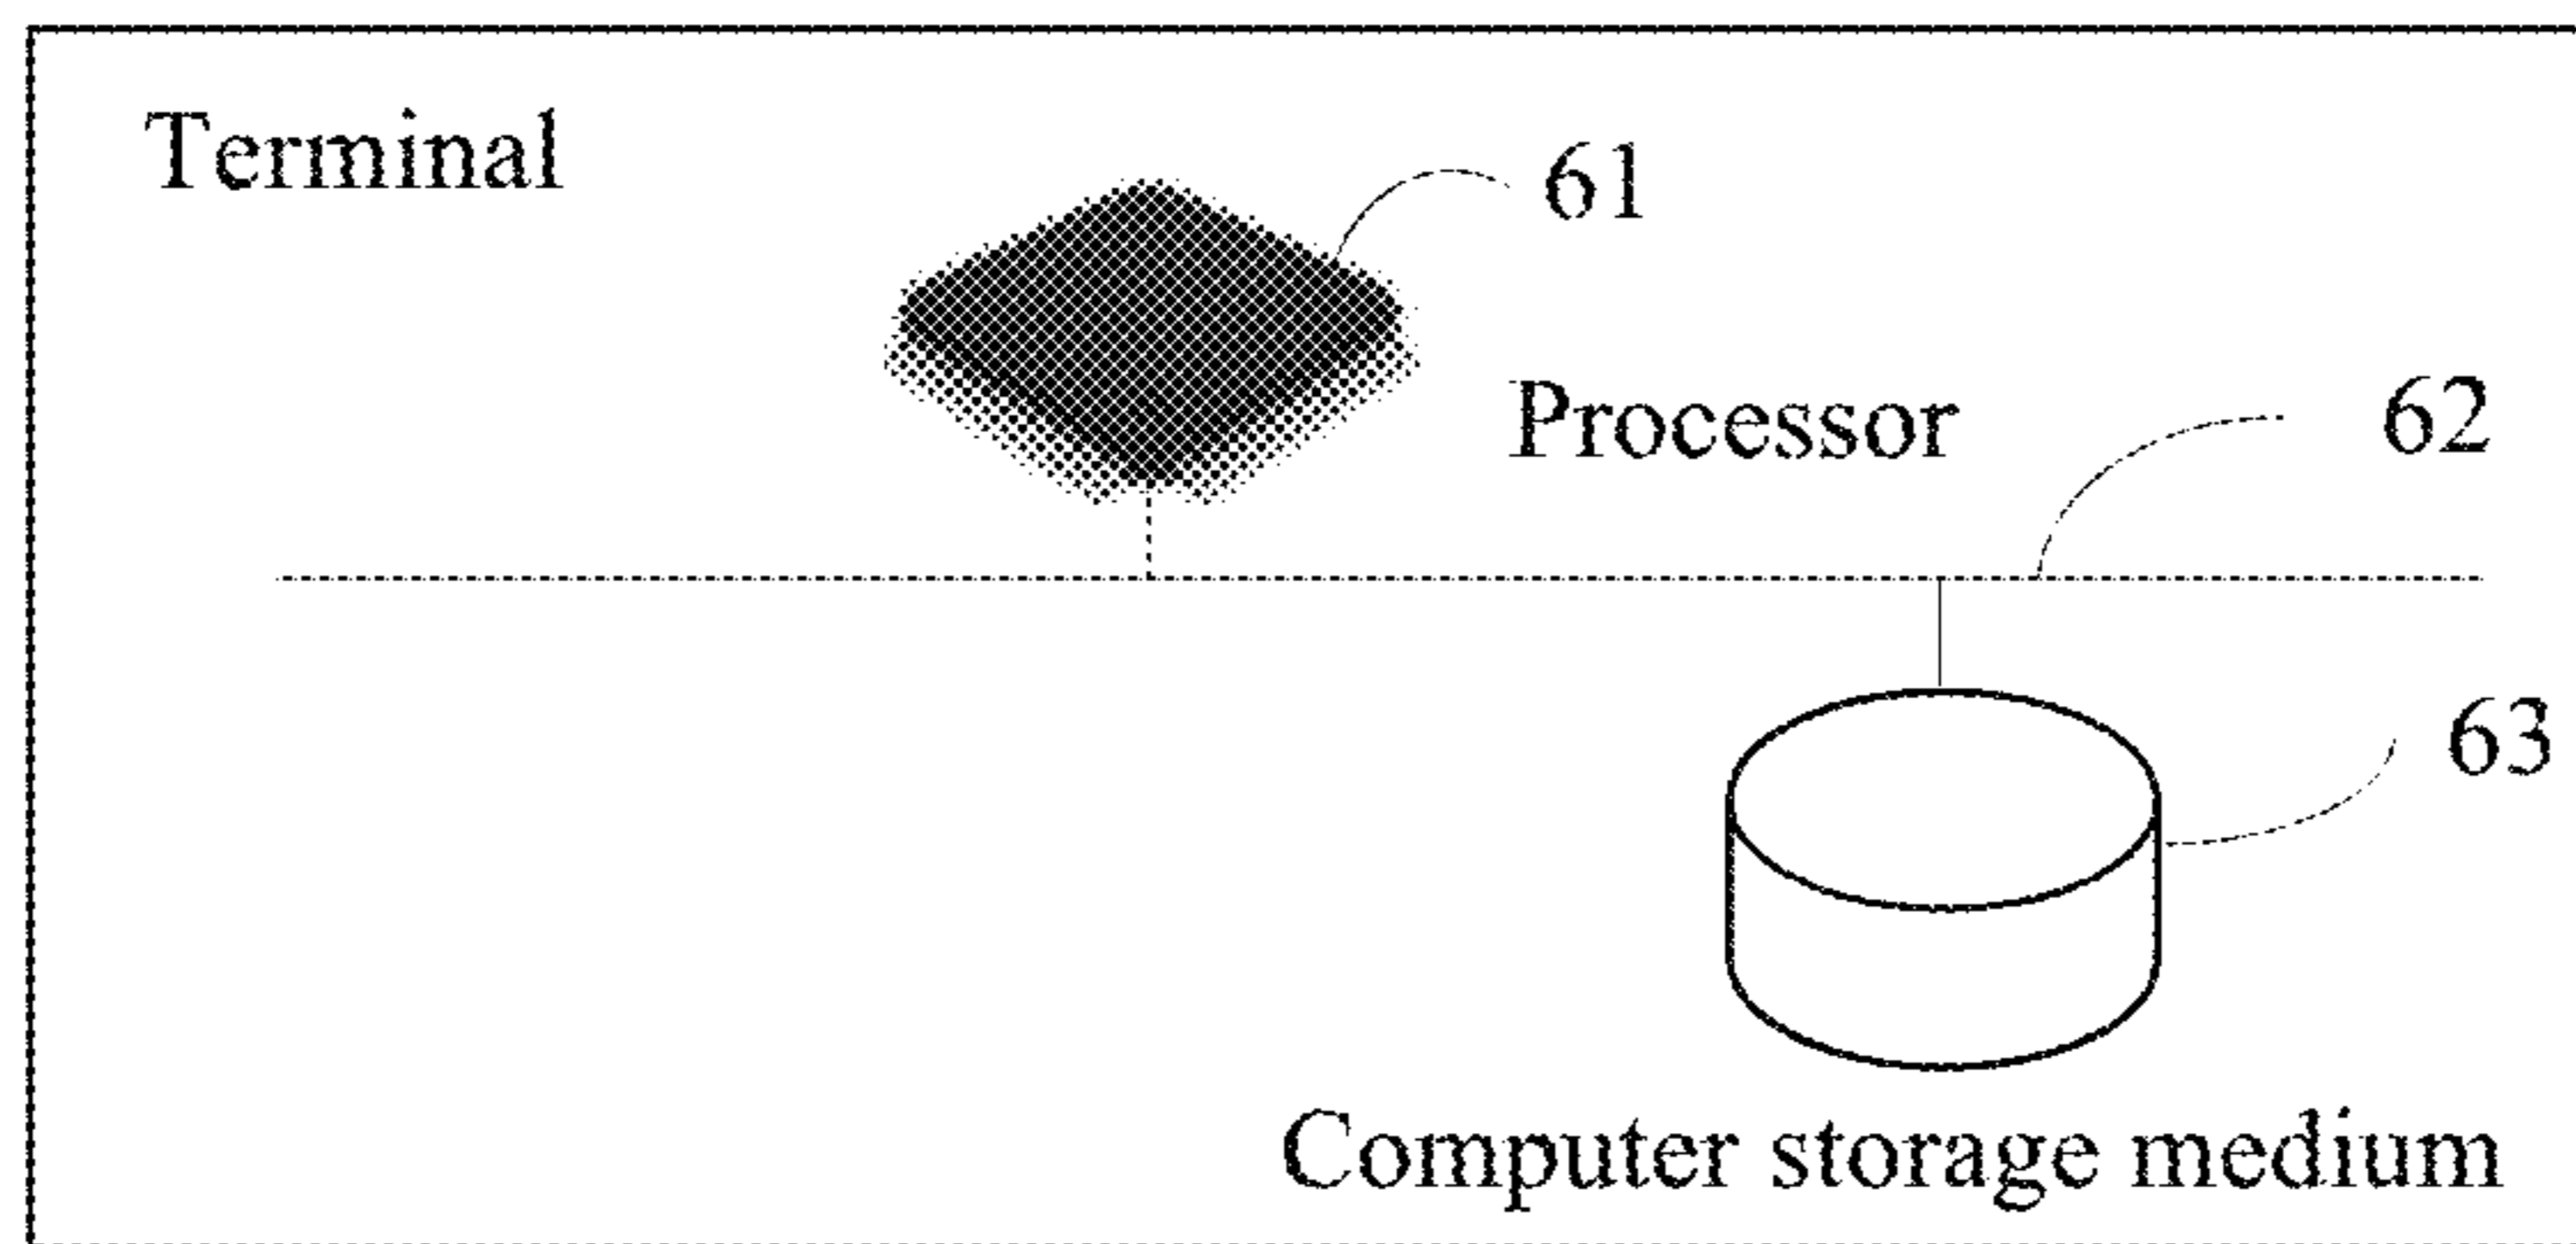 Terminal
61
Processor
62
63
Computer storage medium